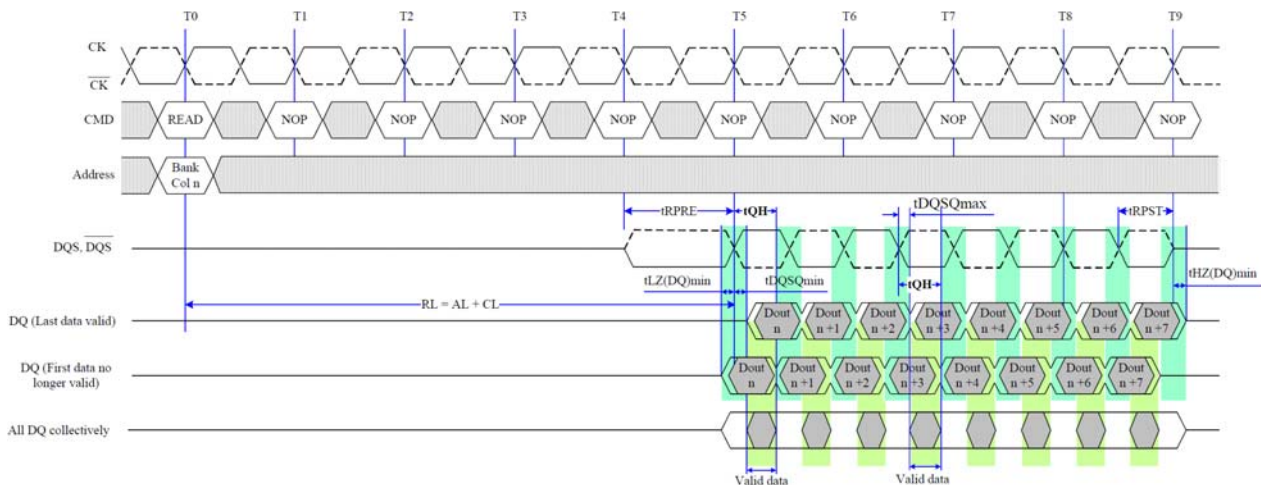 T0 T1 T2 T3 T4 T5 T6 T7 T8 T9
CK
CK
CMD READ NOP NOP NOP NOP NOP NOP NOP NOP NOP
Address Bank
Col n
tRPRE tQH tDQSQmax tRPST
DQS, DQS
tLZ(DQ)min tDQSQmin tQH tHZ(DQ)min
RL = AL + CL
DQ (Last data valid) Dout Dout Dout Dout Dout Dout Dout Dout
n n +1 n +2 n +3 n +4 n +5 n +6 n +7
DQ (First data no Dout Dout Dout Dout Dout Dout Dout Dout
longer valid) n n +1 n +2 n +3 n +4 n +5 n +6 n +7
All DQ collectively
Valid data Valid data